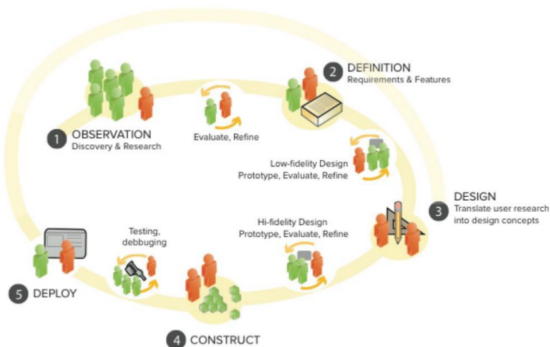 1 OBSERVATION
Discovery & Research
Evaluate, Refine
2 DEFINITION
Requirements & Features
Low-fidelity Design
Prototype, Evaluate, Refine
3 DESIGN
Translate user research
into design concepts
Hi-fidelity Design
Prototype, Evaluate, Refine
4 CONSTRUCT
Testing,
debbuging
5 DEPLOY